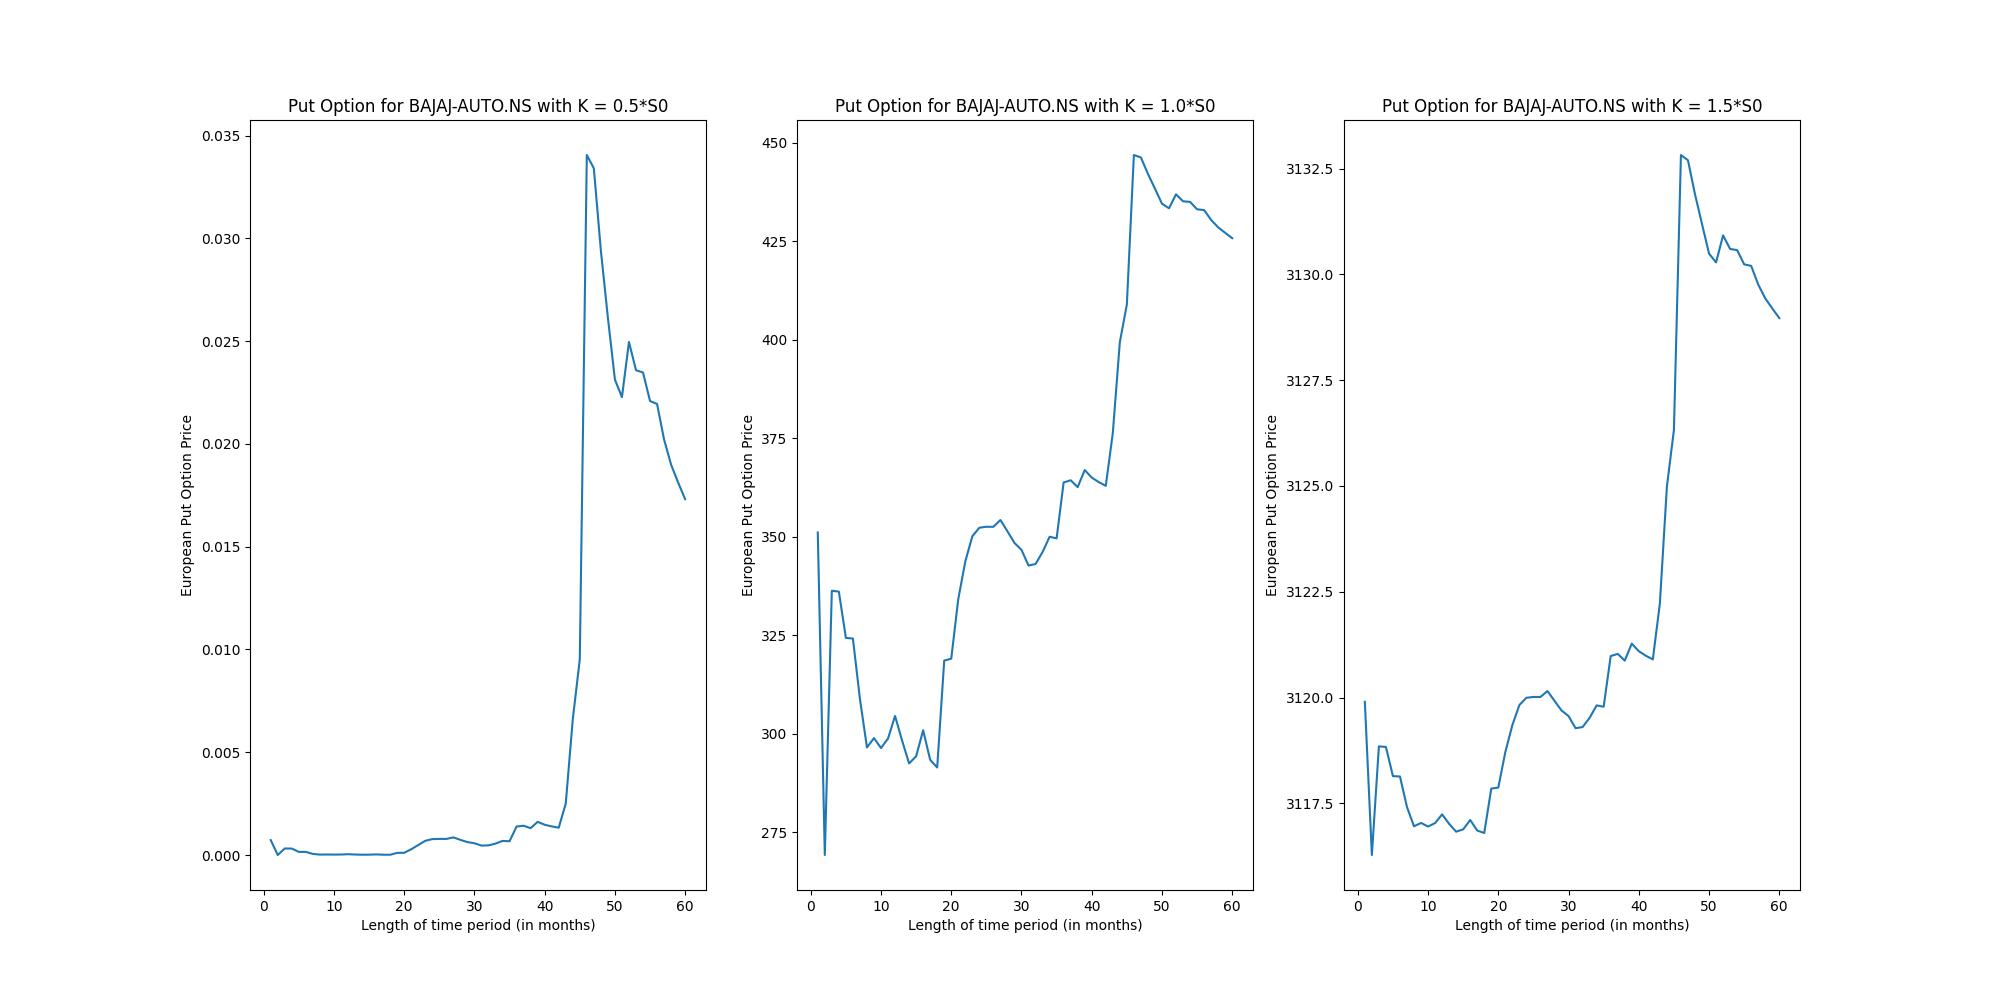 Put Option for BAJAJ-AUTO.NS with K = 0.5*S0
0.035
0.030
0.025
0.020
0.015
0.010
0.005
0.000
European Put Option Price
0 10 20 30 40 50 60
Length of time period (in months)
Put Option for BAJAJ-AUTO.NS with K = 1.0*S0
450
425
400
375
350
325
300
275
European Put Option Price
0 10 20 30 40 50 60
Length of time period (in months)
Put Option for BAJAJ-AUTO.NS with K = 1.5*S0
3132.5
3130.0
3127.5
3125.0
3122.5
3120.0
3117.5
European Put Option Price
0 10 20 30 40 50 60
Length of time period (in months)